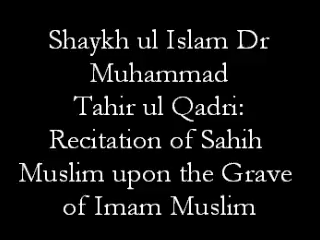 Shaykh ul Islam Dr
Muhammad
Tahir ul Qadri:
Recitation of Sahih
Muslim upon the Grave
of Imam Muslim